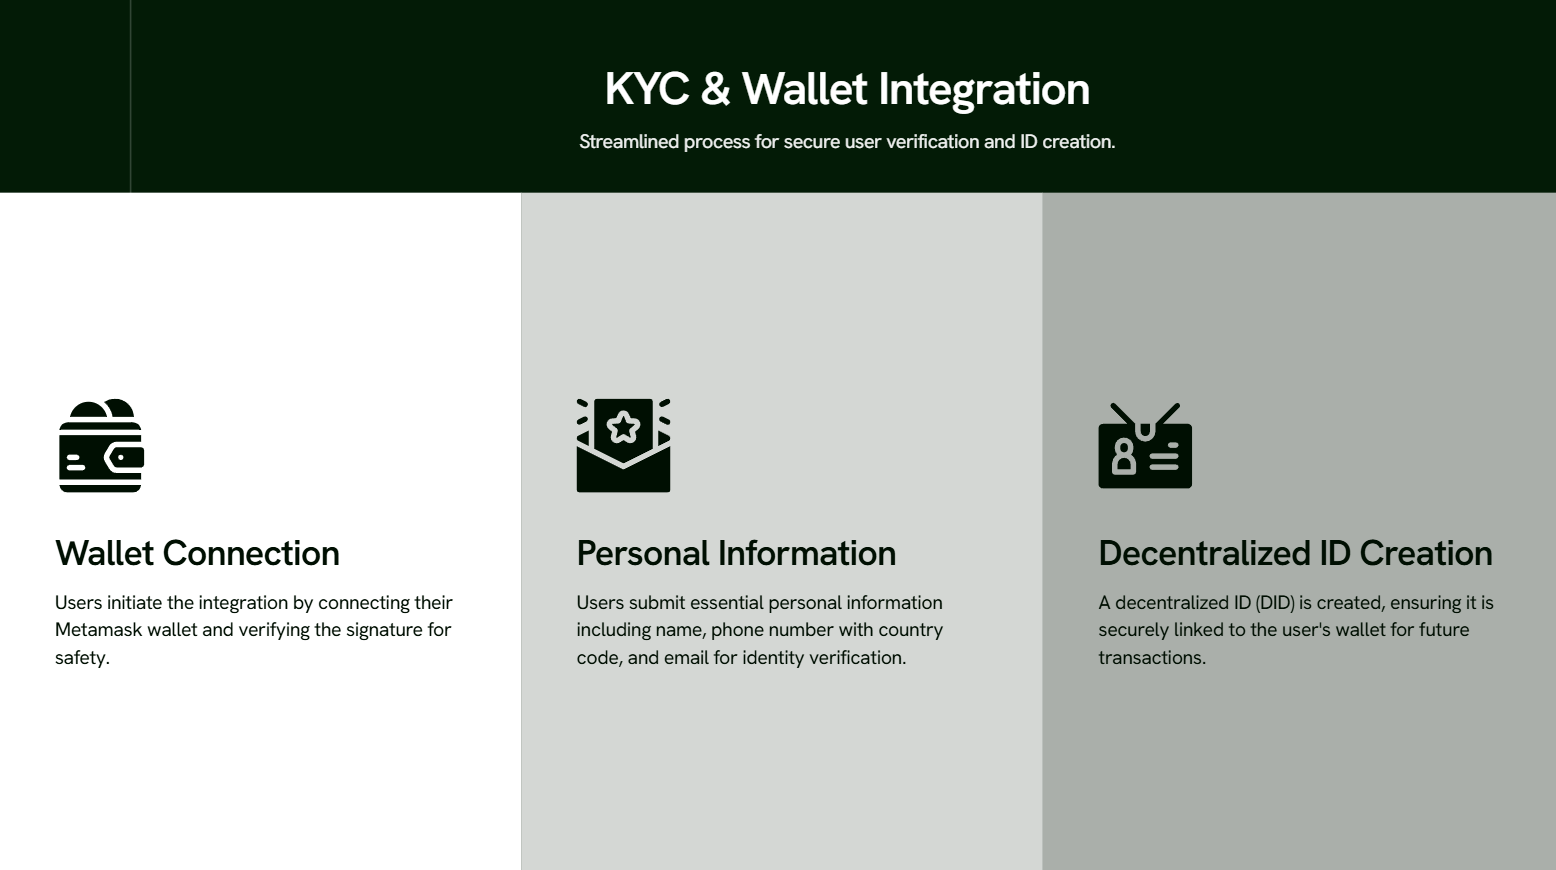 KYC & Wallet Integration
Streamlined process for secure user verification and ID creation.
Wallet Connection
Users initiate the integration by connecting their
Metamask wallet and verifying the signature for
safety.
Personal Information
Users submit essential personal information
including name, phone number with country
code, and email for identity verification.
Decentralized ID Creation
A decentralized ID (DID) is created, ensuring it is
securely linked to the user's wallet for future
transactions.